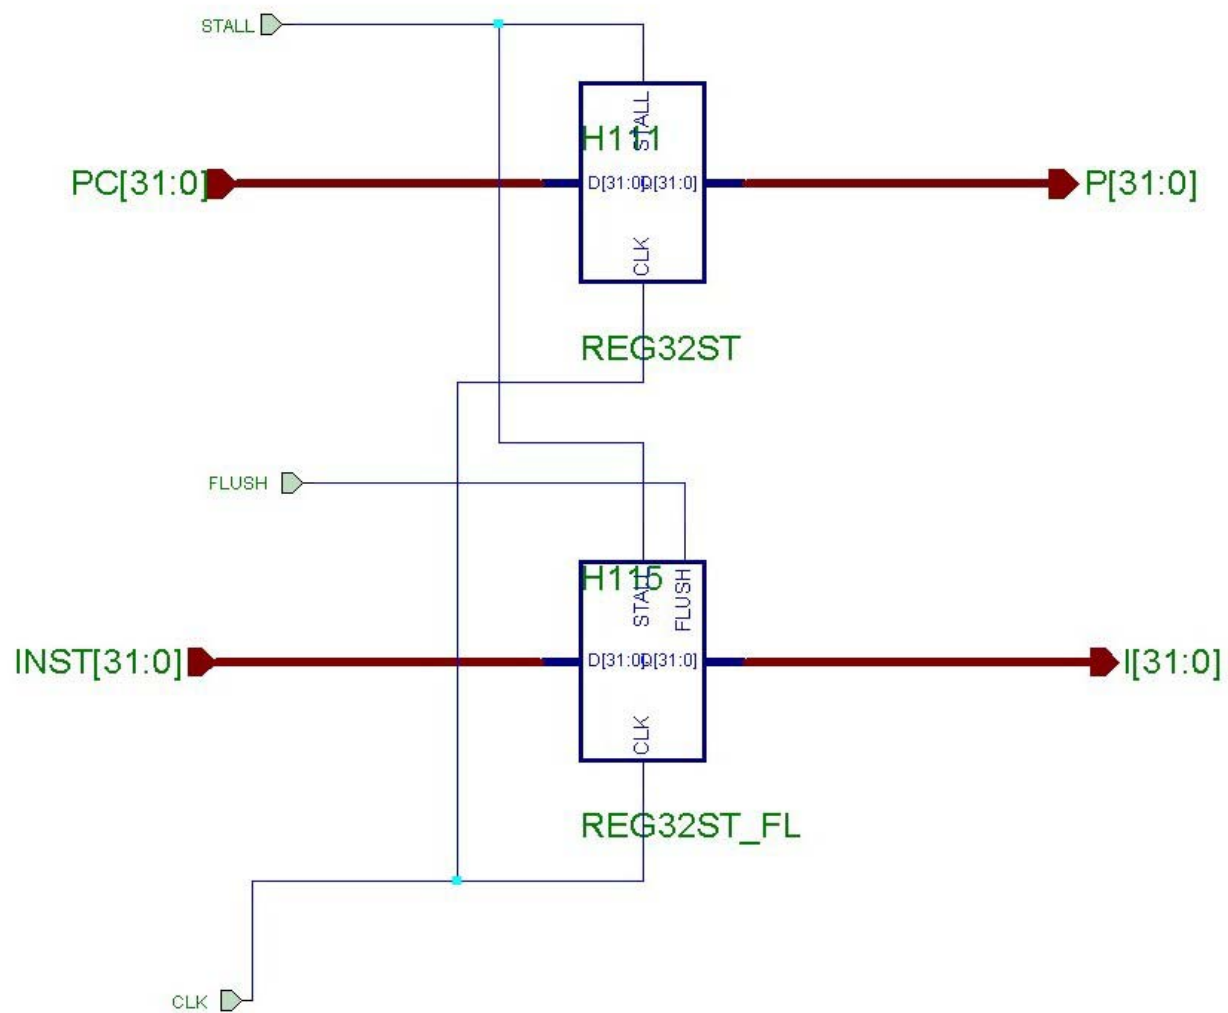 STALL
STALL
H111
PC[31:0]
D[31:0]
Q[31:0]
P[31:0]
CLK
REG32ST
FLUSH
H115
STALL
FLUSH
INST[31:0]
D[31:0]
Q[31:0]
I[31:0]
CLK
REG32ST_FL
CLK